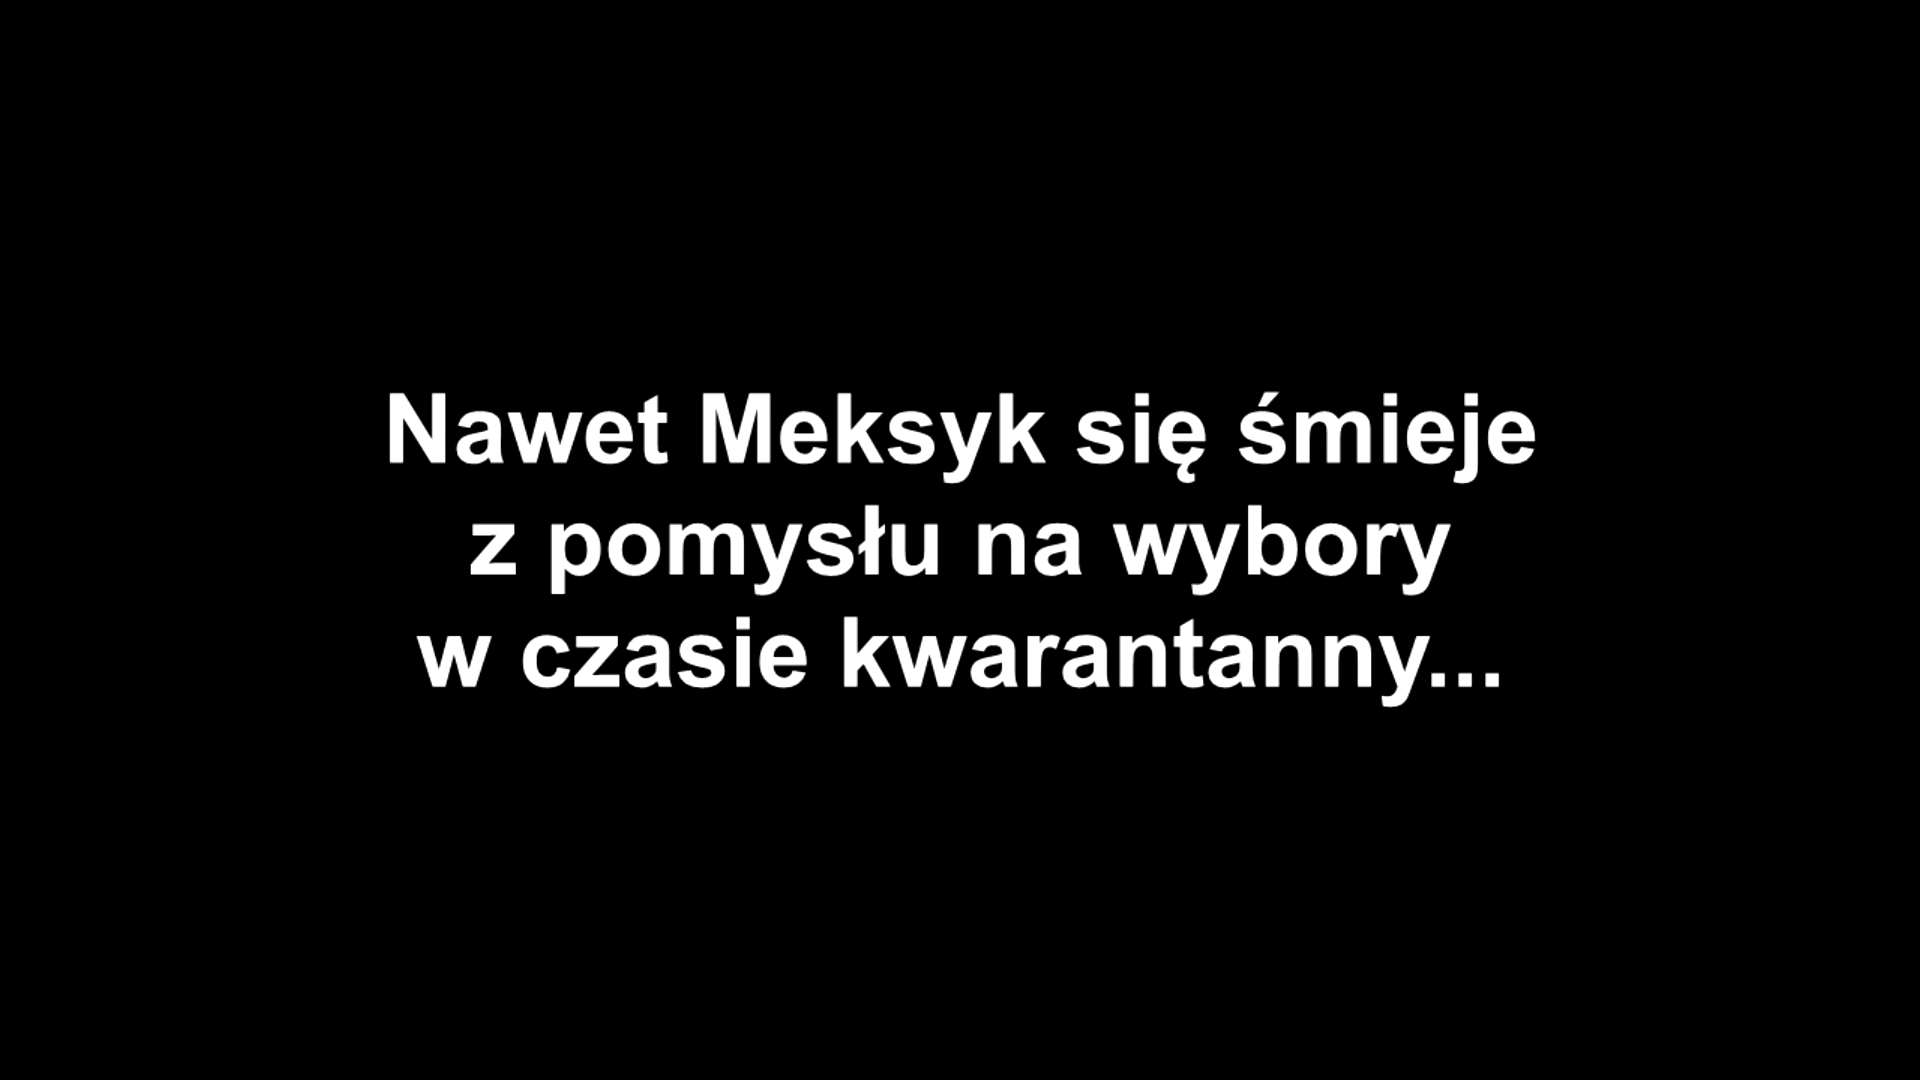 Nawet Meksyk się śmieje
z pomysłu na wybory
w czasie kwarantanny...